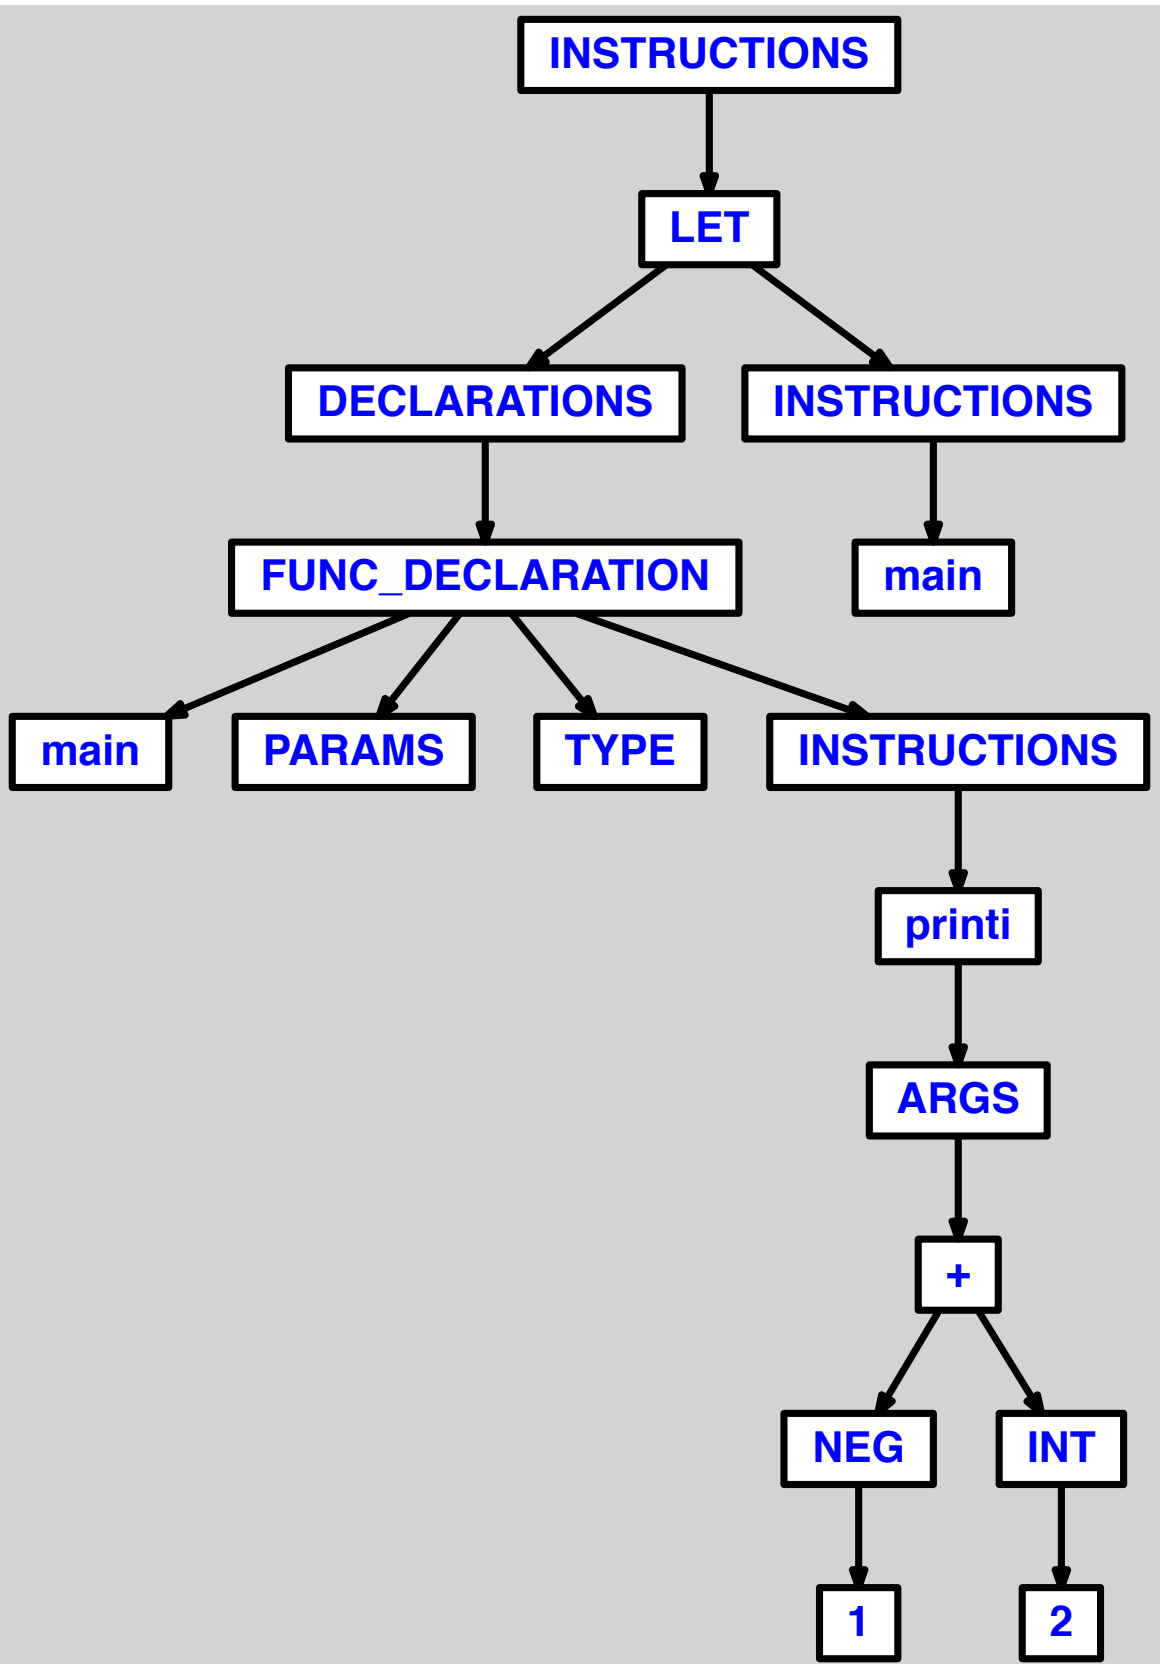 INSTRUCTIONS
LET
DECLARATIONS
INSTRUCTIONS
FUNC_DECLARATION
main
main
PARAMS
TYPE
INSTRUCTIONS
printi
ARGS
+
NEG
INT
1
2